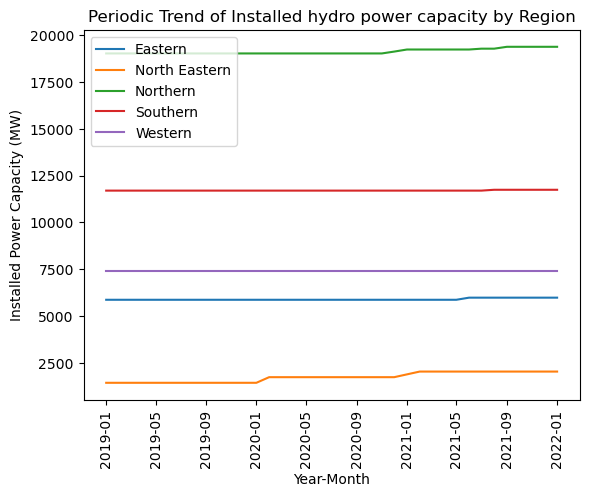 Periodic Trend of Installed hydro power capacity by Region
Installed Power Capacity (MW)
20000
17500
15000
12500
10000
7500
5000
2500
Eastern
North Eastern
Northern
Southern
Western
2019-01
2019-05
2019-09
2020-01
2020-05
2020-09
2021-01
2021-05
2021-09
2022-01
Year-Month